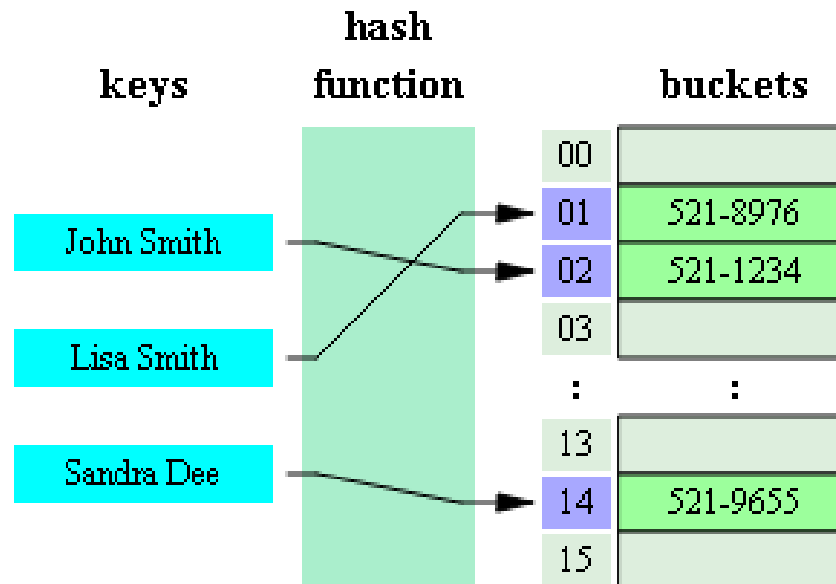 hash
keys function buckets
00
01 521-8976
John Smith
02 521-1234
03
Lisa Smith
: :
13
Sandra Dee
14 521-9655
15